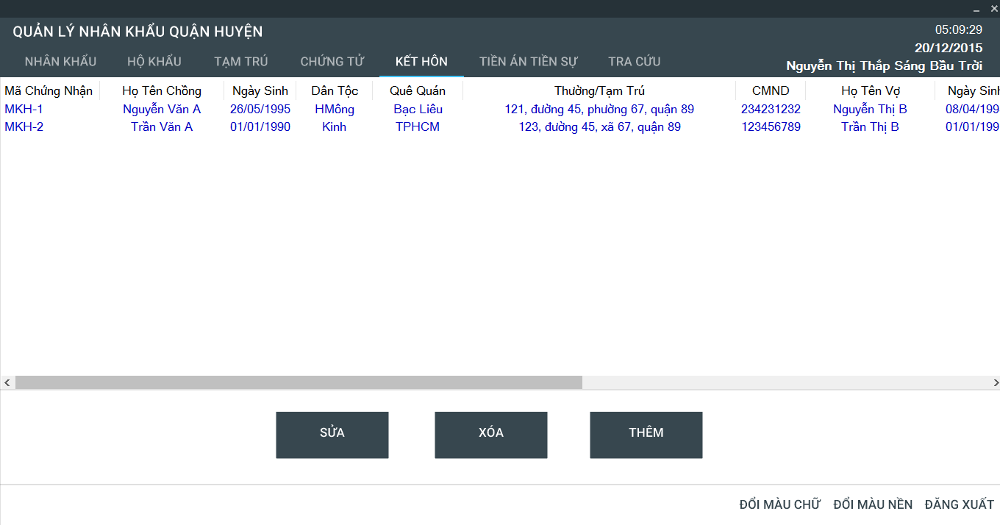 QUẢN LÝ NHÂN KHẨU QUẬN HUYỆN
05:09:29
20/12/2015
Nguyễn Thị Thắp Sáng Bầu Trời
NHÂN KHẨU HỘ KHẨU TẠM TRÚ CHỨNG TỬ KẾT HÔN TIỀN ÁN TIỀN SỰ TRA CỨU
Mã Chứng Nhận Họ Tên Chồng Ngày Sinh Dân Tộc Quê Quán Thường/Tạm Trú CMND Họ Tên Vợ Ngày Sinh
MKH-1 Nguyễn Văn A 26/05/1995 HMông Bạc Liêu 121, đường 45, phường 67, quận 89 234231232 Nguyễn Thị B 08/04/199
MKH-2 Trần Văn A 01/01/1990 Kinh TPHCM 123, đường 45, xã 67, quận 89 123456789 Trần Thị B 01/01/199
SỬA XÓA THÊM
ĐỔI MÀU CHỮ ĐỔI MÀU NỀN ĐĂNG XUẤT